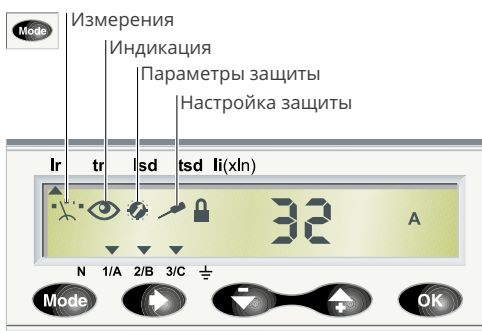 Mode
Измерения
Индикация
Параметры защиты
Настройка защиты
Ir tr Isd tsd Ii(xIn)
32 A
N 1/A 2/B 3/C
Mode OK